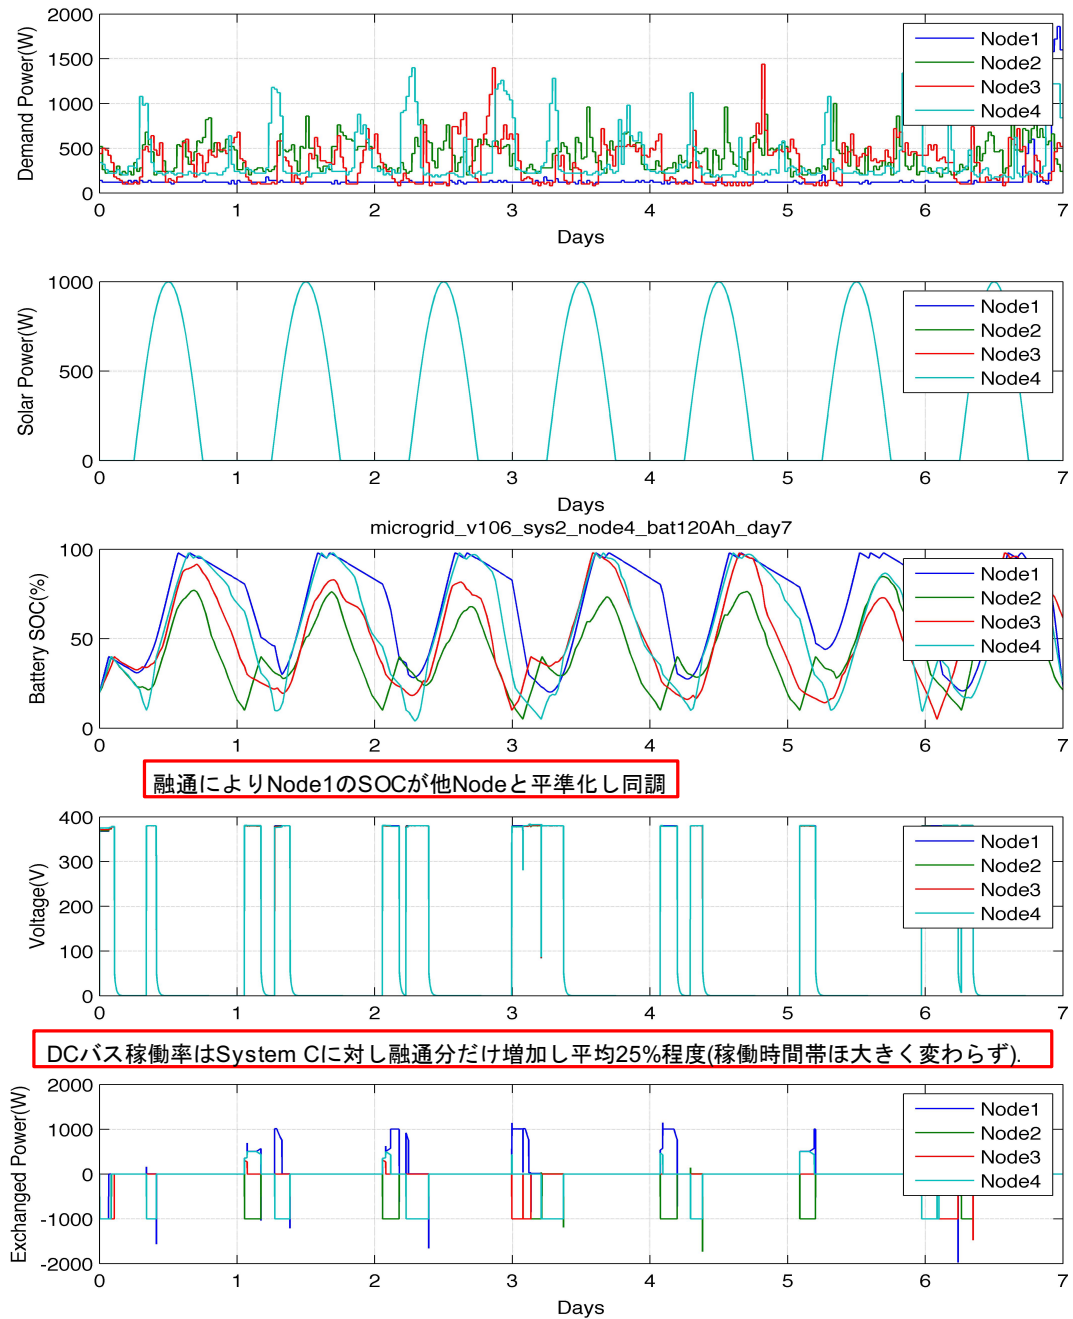 2000
1500
1000
500
0
Demand Power(W)
Node1
Node2
Node3
Node4
0 1 2 3 4 5 6 7
Days
1000
500
0
Solar Power(W)
Node1
Node2
Node3
Node4
0 1 2 3 4 5 6 7
Days
microgrid_v106_sys2_node4_bat120Ah_day7
100
50
0
Battery SOC(%)
Node1
Node2
Node3
Node4
0 1 2 3 4 5 6 7
融通によりNode1のSOCが他Nodeと平準化し同調
400
300
200
100
0
Voltage(V)
Node1
Node2
Node3
Node4
0 1 2 3 4 5 6 7
DCバス稼働率はSystem Cに対し融通分だけ増加し平均25%程度(稼働時間帯ほ大きく変わらず).
2000
1000
0
-1000
-2000
Exchanged Power(W)
Node1
Node2
Node3
Node4
0 1 2 3 4 5 6 7
Days